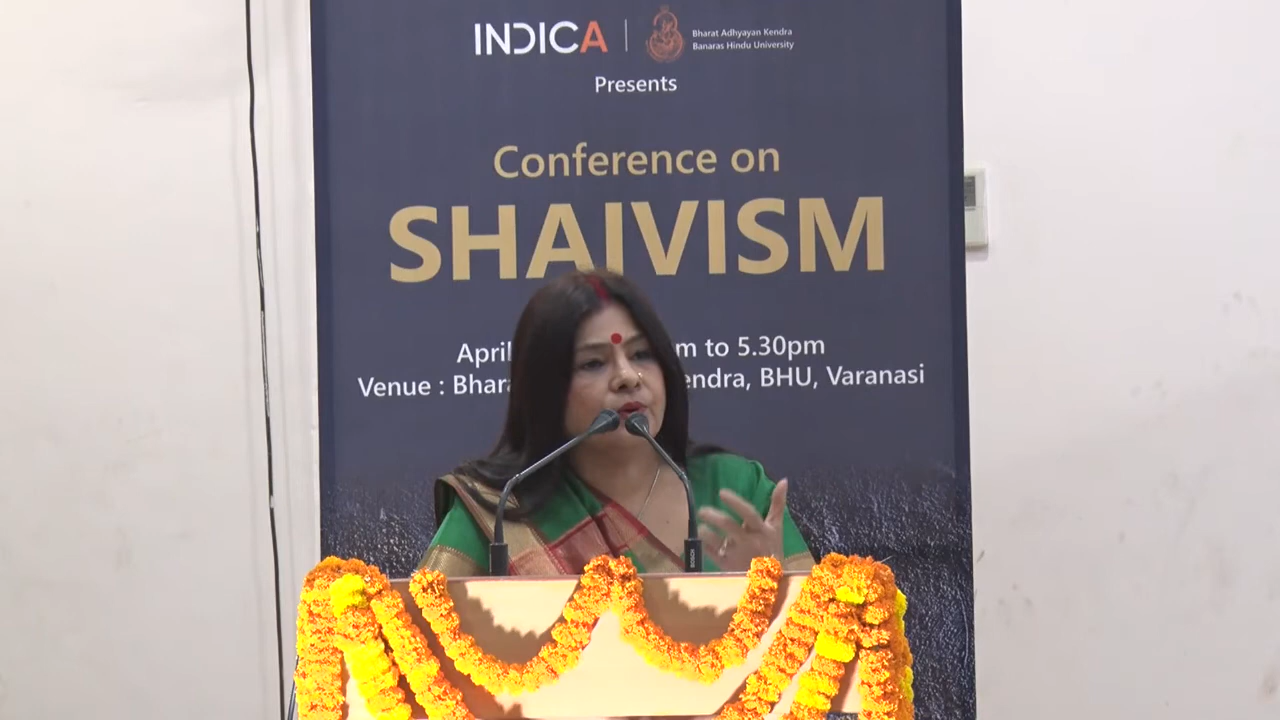 INDICA
Bharat Adhyayan Kendra
Banaras Hindu University
Presents
Conference on
SHAIVISM
April m to 5.30pm
Venue : Bhara endra, BHU, Varanasi
BOSCH